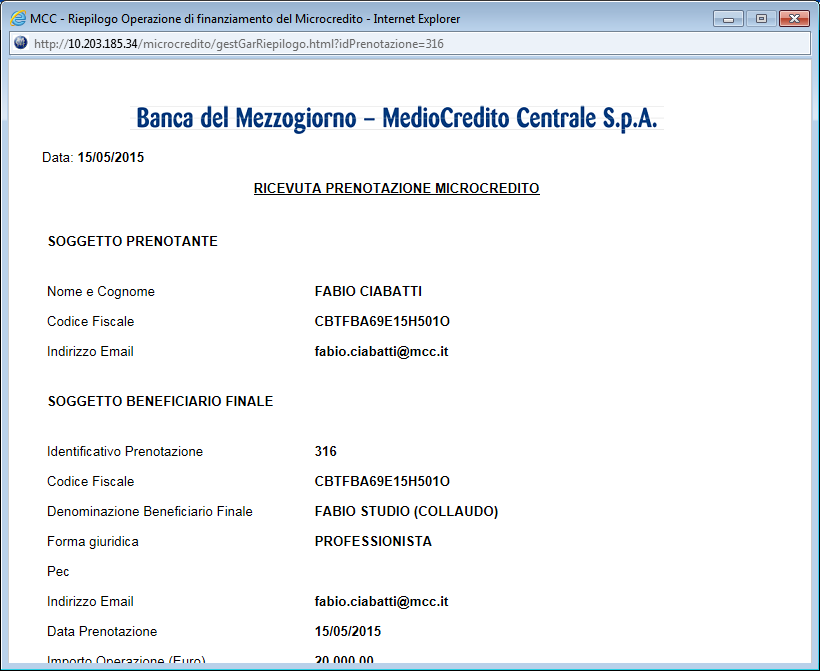 MCC - Riepilogo Operazione di finanziamento del Microcredito - Internet Explorer
http://10.203.185.34/microcredito/gestGarRiepilogo.html?idPrenotazione=316
Banca del Mezzogiorno – MedioCredito Centrale S.p.A.
Data: 15/05/2015
RICEVUTA PRENOTAZIONE MICROCREDITO
SOGGETTO PRENOTANTE
Nome e Cognome FABIO CIABATTI
Codice Fiscale CBTFBA69E15H501O
Indirizzo Email fabio.ciabatti@mcc.it
SOGGETTO BENEFICIARIO FINALE
Identificativo Prenotazione 316
Codice Fiscale CBTFBA69E15H501O
Denominazione Beneficiario Finale FABIO STUDIO (COLLAUDO)
Forma giuridica PROFESSIONISTA
Pec
Indirizzo Email fabio.ciabatti@mcc.it
Data Prenotazione 15/05/2015
Importo Operazione (Euro) 20.000,00